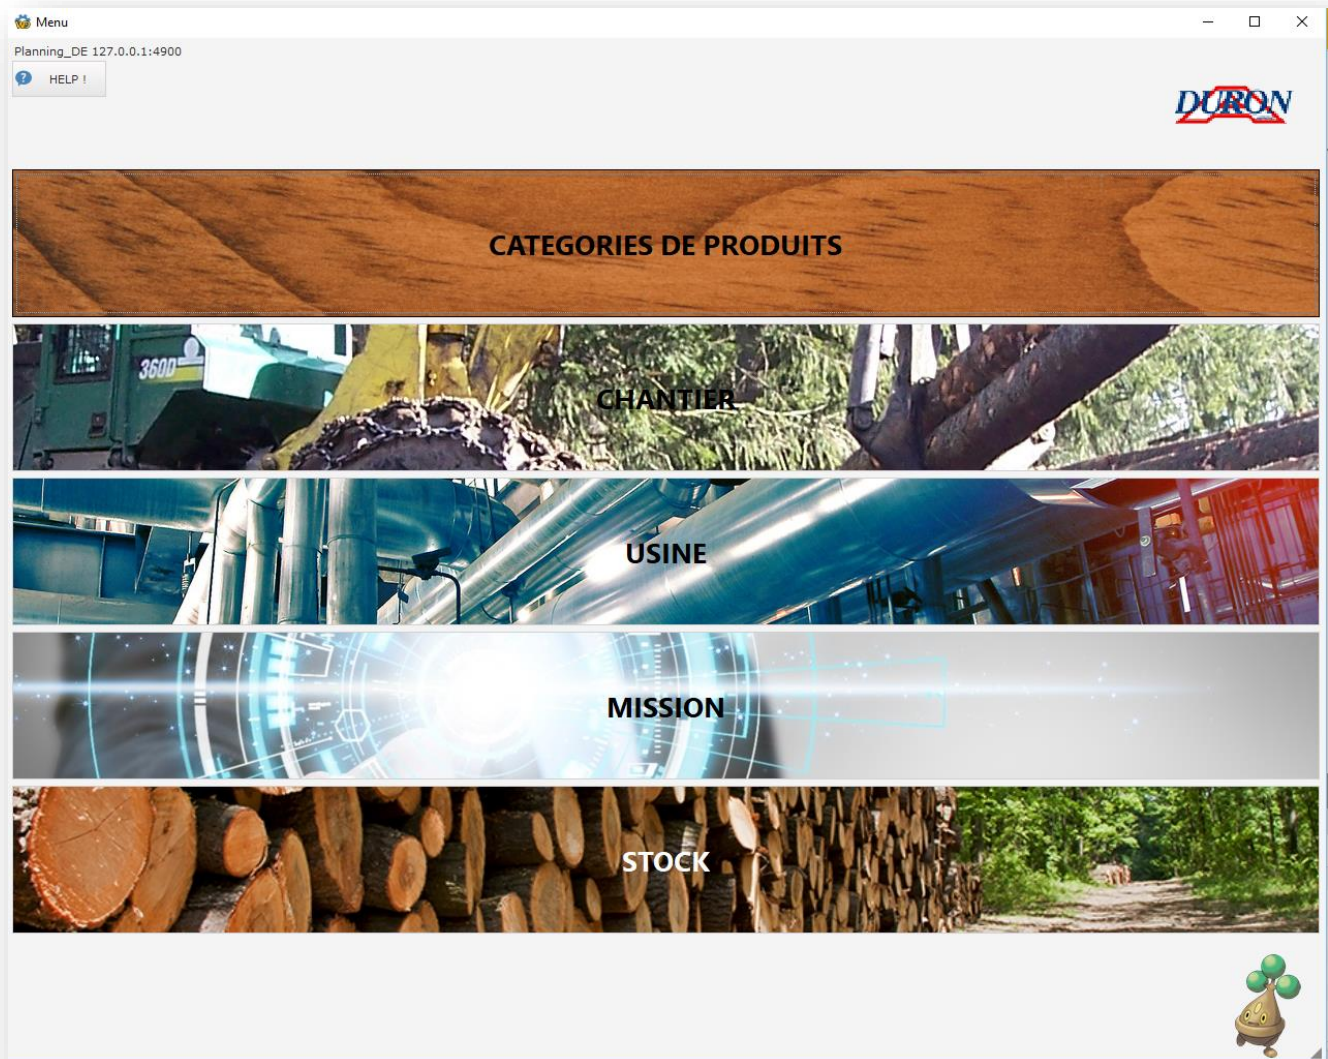 Menu
Planning_DE 127.0.0.1:4900
HELP !
DURON
CATEGORIES DE PRODUITS
360D
CHANTIER
USINE
MISSION
STOCK